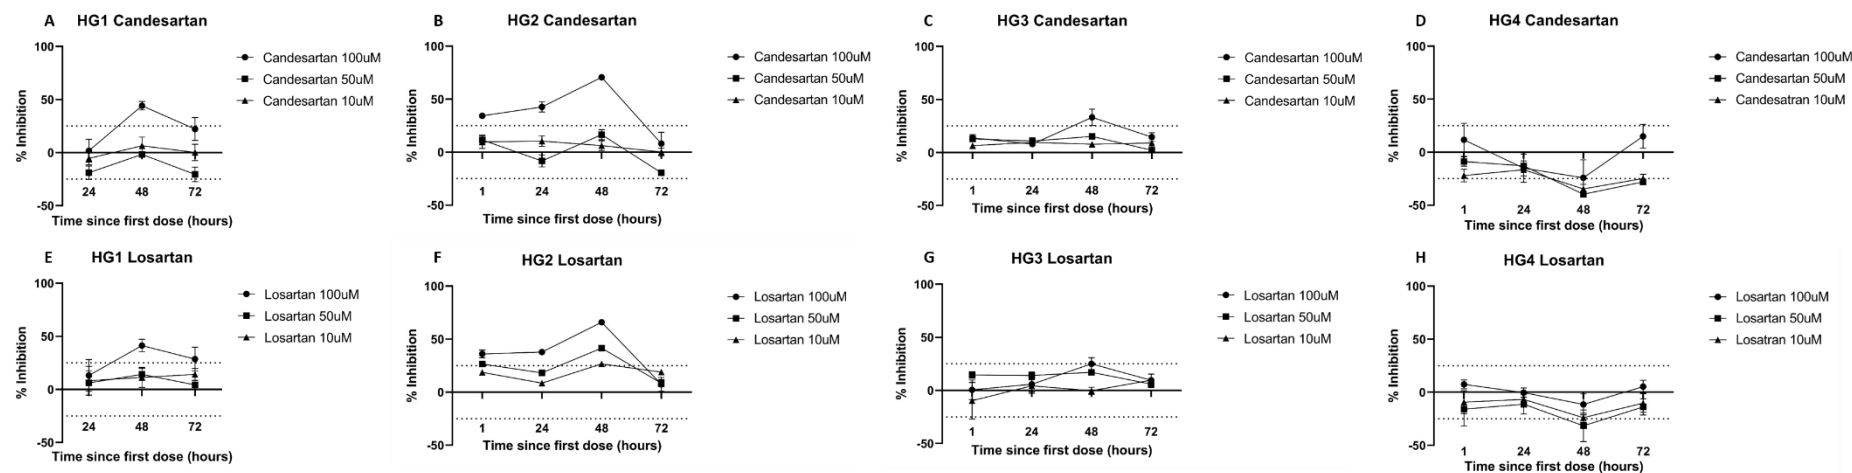 A HG1 Candesartan
100
50
0
-50
% Inhibition
24 48 72
Time since first dose (hours)
Candesartan 100uM
Candesartan 50uM
Candesartan 10uM
B HG2 Candesartan
100
50
0
-50
% Inhibition
1 24 48 72
Time since first dose (hours)
Candesartan 100uM
Candesartan 50uM
Candesartan 10uM
C HG3 Candesartan
100
50
0
-50
% Inhibition
1 24 48 72
Time since first dose (hours)
Candesartan 100uM
Candesartan 50uM
Candesartan 10uM
D HG4 Candesartan
100
50
0
-50
% Inhibition
1 24 48 72
Time since first dose (hours)
Candesartan 100uM
Candesartan 50uM
Candesatran 10uM
E HG1 Losartan
100
50
0
-50
% Inhibition
24 48 72
Time since first dose (hours)
Losartan 100uM
Losartan 50uM
Losartan 10uM
F HG2 Losartan
100
50
0
-50
% Inhibition
1 24 48 72
Time since first dose (hours)
Losartan 100uM
Losartan 50uM
Losartan 10uM
G HG3 Losartan
100
50
0
-50
% Inhibition
1 24 48 72
Time since first dose (hours)
Losartan 100uM
Losartan 50uM
Losartan 10uM
H HG4 Losartan
100
50
0
-50
% Inhibition
1 24 48 72
Time since first dose (hours)
Losartan 100uM
Losartan 50uM
Losatran 10uM